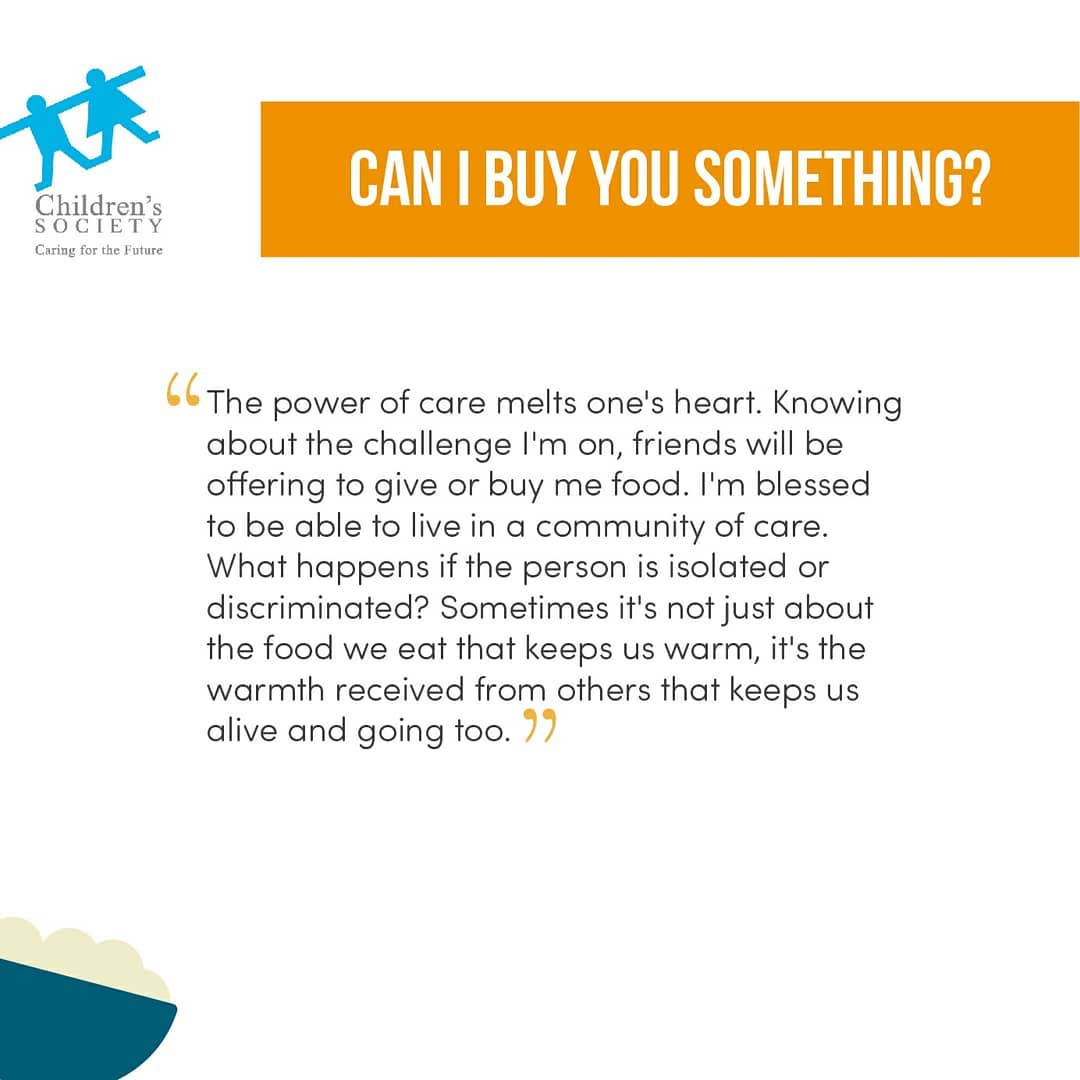 Children's
SOCIETY
Caring for the Future
CAN I BUY YOU SOMETHING?
“The power of care melts one's heart. Knowing
about the challenge I'm on, friends will be
offering to give or buy me food. I'm blessed
to be able to live in a community of care.
What happens if the person is isolated or
discriminated? Sometimes it's not just about
the food we eat that keeps us warm, it's the
warmth received from others that keeps us
alive and going too. ”